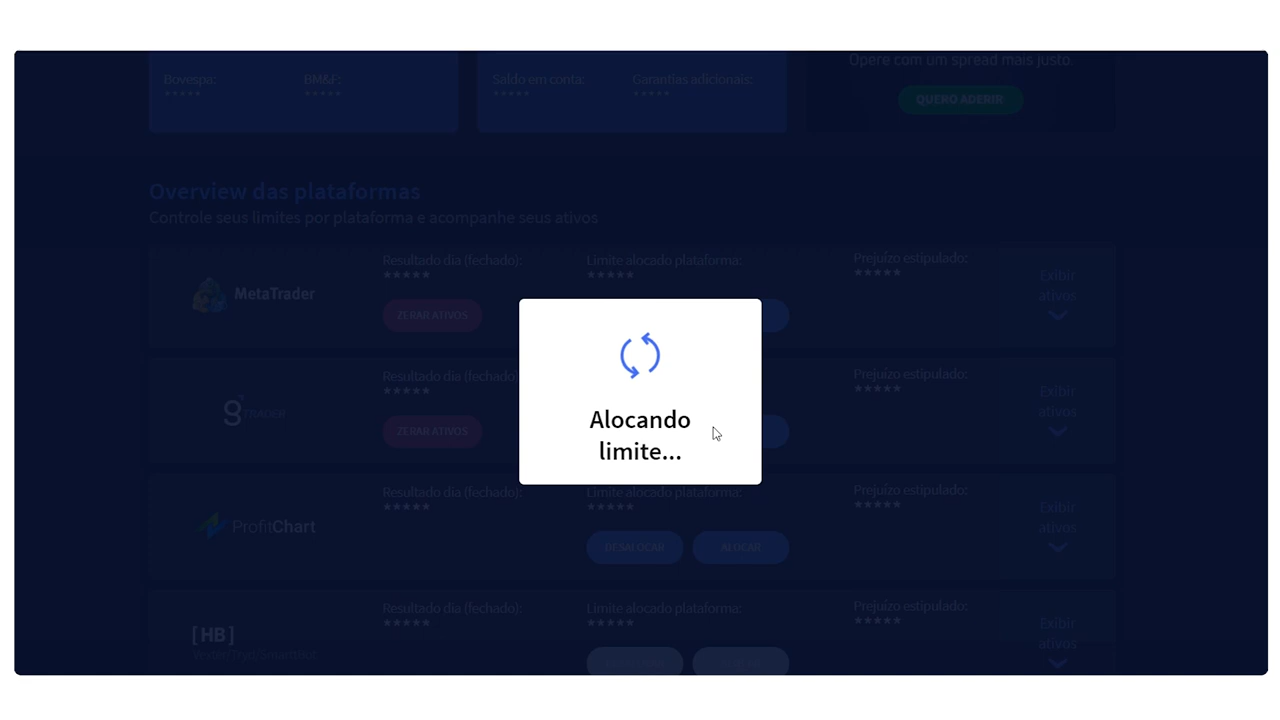 Bovespa:
*****
BM&F:
*****
Saldo em conta:
*****
Garantias adicionais:
*****
Opere com um spread mais justo.
QUERO ADERIR
Overview das plataformas
Controle seus limites por plataforma e acompanhe seus ativos
MetaTrader
Resultado dia (fechado):
*****
ZERAR ATIVOS
Limite alocado plataforma:
*****
Prejuízo estipulado:
*****
Exibir
ativos
Alocando
limite...
g TRADER
Resultado dia (fechado)
*****
ZERAR ATIVOS
Prejuízo estipulado:
*****
Exibir
ativos
ProfitChart
Resultado dia (fechado):
*****
Limite alocado plataforma:
*****
DESALOCAR
ALOCAR
Prejuízo estipulado:
*****
Exibir
ativos
[HB]
Resultado dia (fechado):
*****
Limite alocado plataforma:
*****
Prejuízo estipulado:
*****
Exibir
ativos